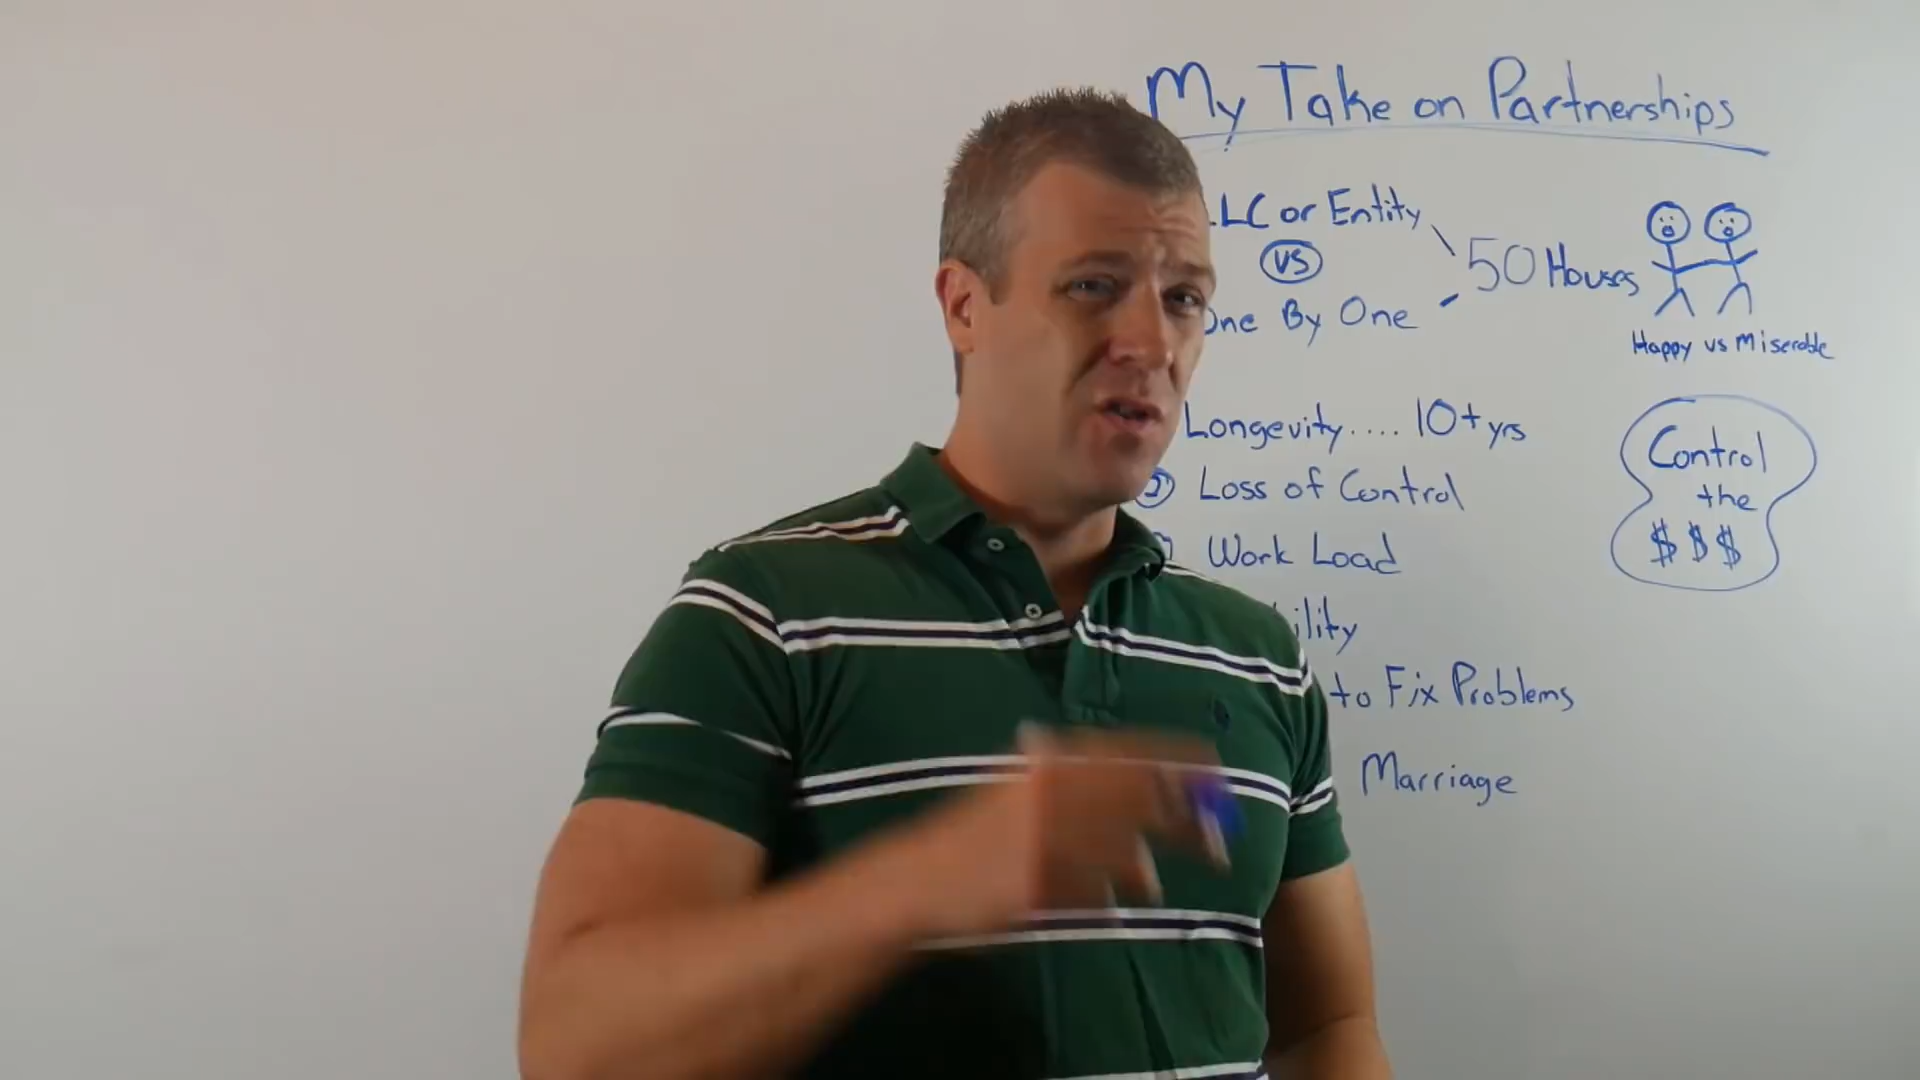 My Take on Partnerships
LLC or Entity
vs
50 Houses
One By One
Happy vs Miserable
Longevity.... 10+ yrs
Control
the
$ $ $
② Loss of Control
Work Load
to Fix Problems
Marriage